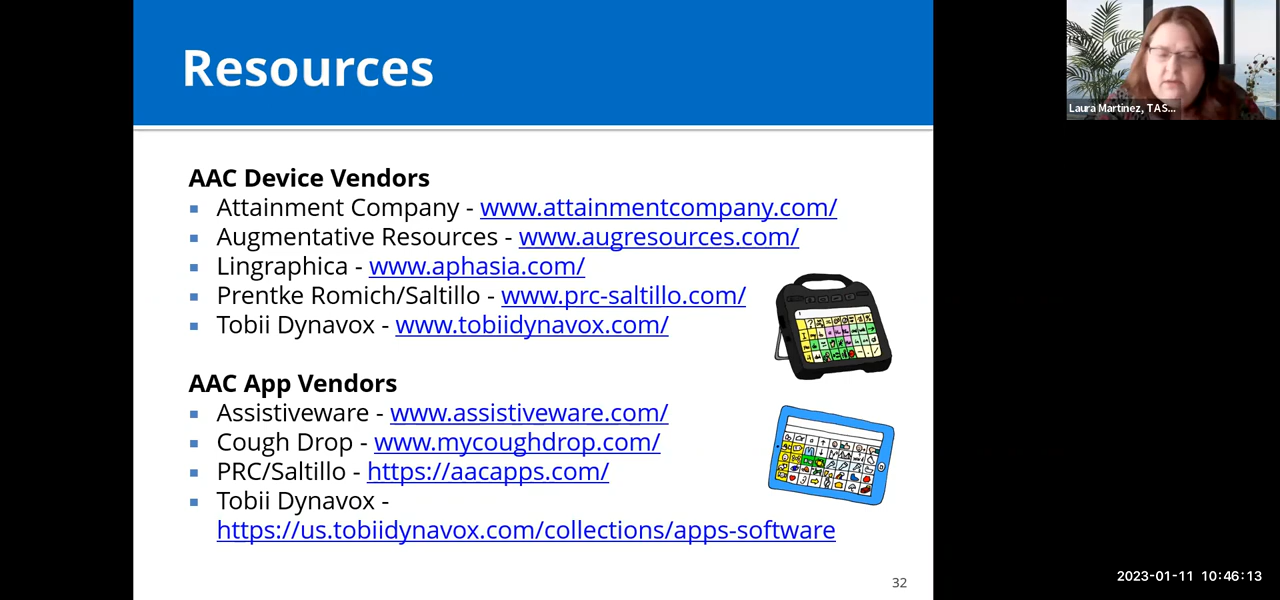 Resources
AAC Device Vendors
Attainment Company - www.attainmentcompany.com/
Augmentative Resources - www.augresources.com/
Lingraphica - www.aphasia.com/
Prentke Romich/Saltillo - www.prc-saltillo.com/
Tobii Dynavox - www.tobiidynavox.com/
AAC App Vendors
Assistiveware - www.assistiveware.com/
Cough Drop - www.mycoughdrop.com/
PRC/Saltillo - https://aacapps.com/
Tobii Dynavox -
https://us.tobiidynavox.com/collections/apps-software
32
Laura Martinez, TAS...
2023-01-11 10:46:13